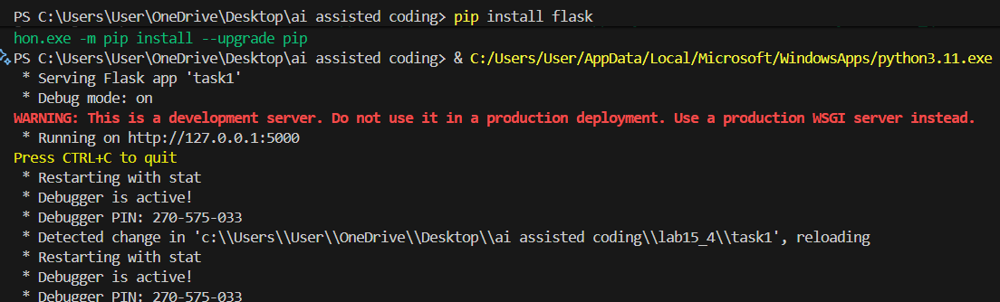 PS C:\Users\User\OneDrive\Desktop\ai assisted coding> pip install flask
hon.exe -m pip install --upgrade pip
PS C:\Users\User\OneDrive\Desktop\ai assisted coding> & C:/Users/User/AppData/Local/Microsoft/WindowsApps/python3.11.exe
 * Serving Flask app 'task1'
 * Debug mode: on
WARNING: This is a development server. Do not use it in a production deployment. Use a production WSGI server instead.
 * Running on http://127.0.0.1:5000
Press CTRL+C to quit
 * Restarting with stat
 * Debugger is active!
 * Debugger PIN: 270-575-033
 * Detected change in 'c:\\Users\\User\\OneDrive\\Desktop\\ai assisted coding\\lab15_4\\task1', reloading
 * Restarting with stat
 * Debugger is active!
 * Debugger PIN: 270-575-033